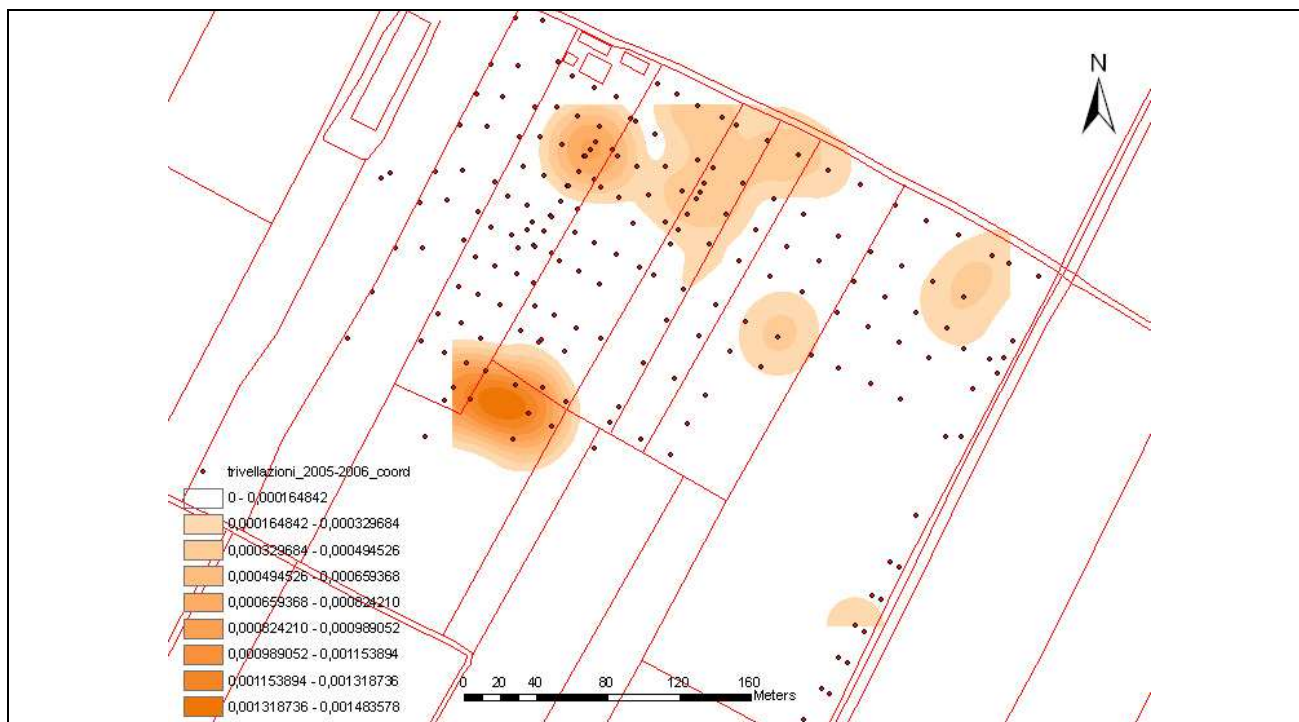 N
trivellazioni_2005-2006_coord
0 - 0,000164842
0,000164842 - 0,000329684
0,000329684 - 0,000494526
0,000494526 - 0,000659368
0,000659368 - 0,000824210
0,000824210 - 0,000989052
0,000989052 - 0,001153894
0,001153894 - 0,001318736
0,001318736 - 0,001483578
0 20 40 80 120 160
Meters